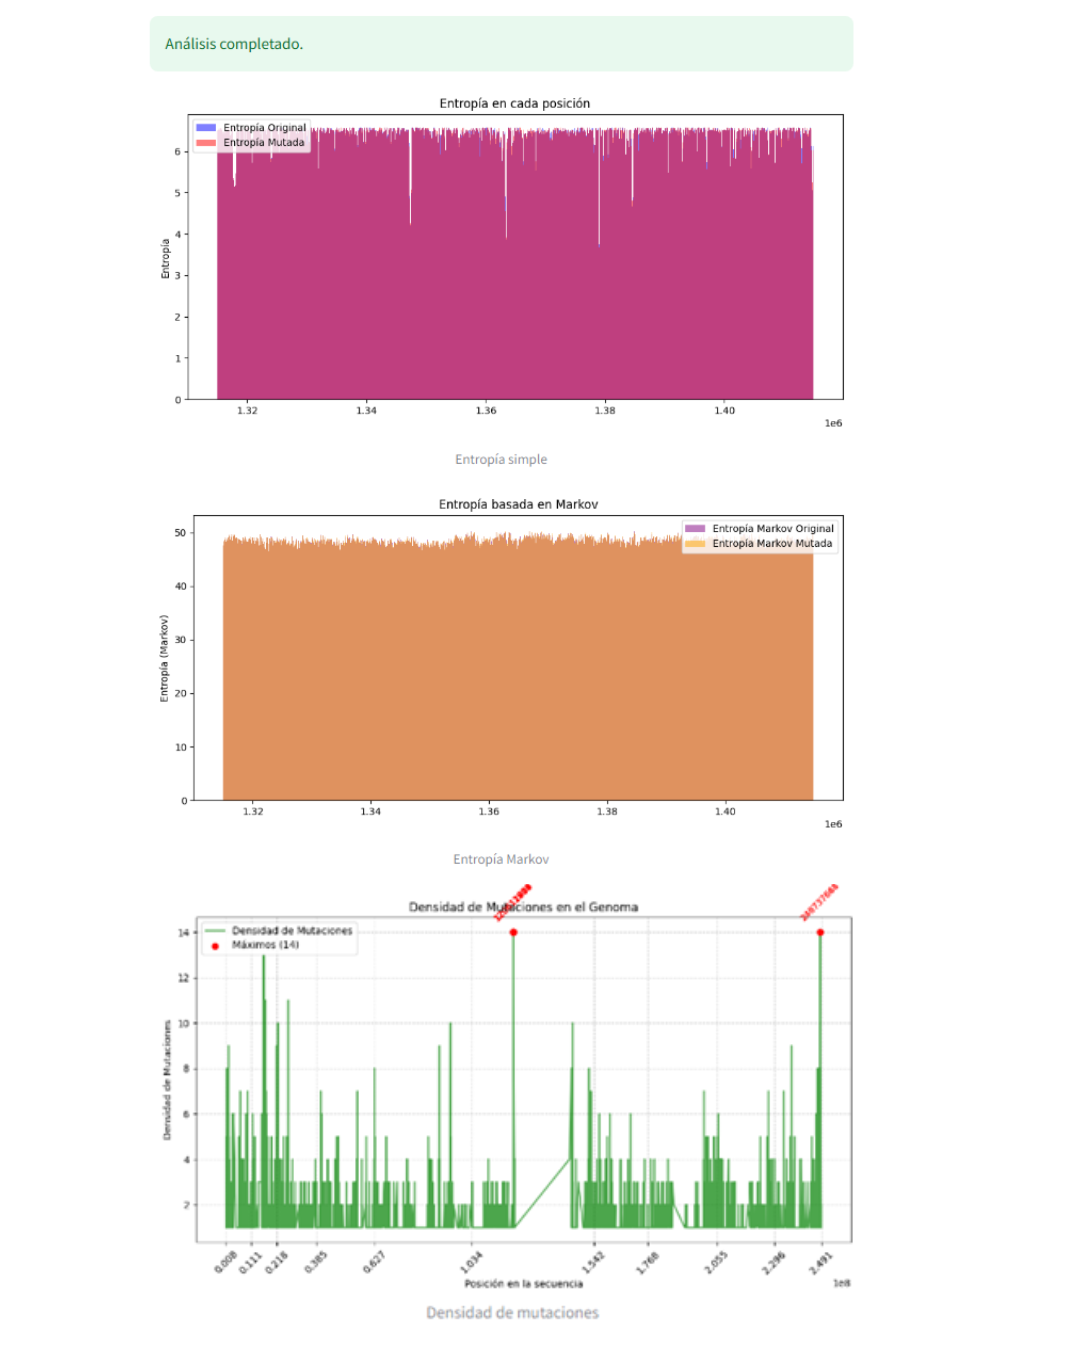 Análisis completado.
Entropía en cada posición
Entropía Original
Entropía Mutada
6
5
4
3
2
1
0
Entropía
1.32
1.34
1.36
1.38
1.40
1e6
Entropía simple
Entropía basada en Markov
Entropía Markov Original
Entropía Markov Mutada
50
40
30
20
10
0
Entropía (Markov)
1.32
1.34
1.36
1.38
1.40
1e6
Entropía Markov
Densidad de Mutaciones en el Genoma
Densidad de Mutaciones
Máximos (14)
14
12
10
8
6
4
2
Densidad de Mutaciones
0.008
0.111
0.218
0.385
0.627
1.034
1.542
1.768
2.055
2.296
2.491
1e8
Posición en la secuencia
Densidad de mutaciones